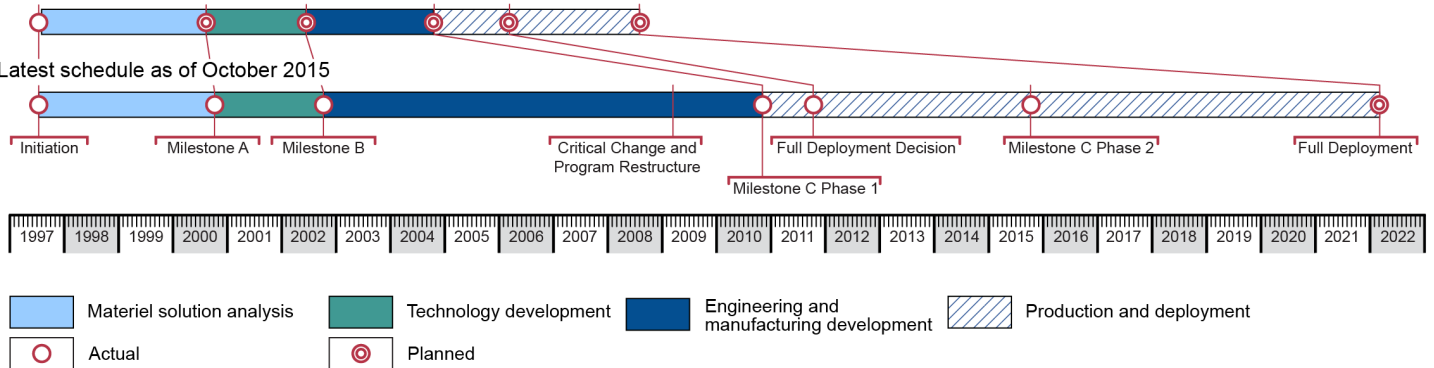 Latest schedule as of October 2015
Initiation
Milestone A
Milestone B
Critical Change and
Program Restructure
Full Deployment Decision
Milestone C Phase 2
Full Deployment
Milestone C Phase 1
1997 1998 1999 2000 2001 2002 2003 2004 2005 2006 2007 2008 2009 2010 2011 2012 2013 2014 2015 2016 2017 2018 2019 2020 2021 2022
Materiel solution analysis
Technology development
Engineering and
manufacturing development
Production and deployment
Actual
Planned